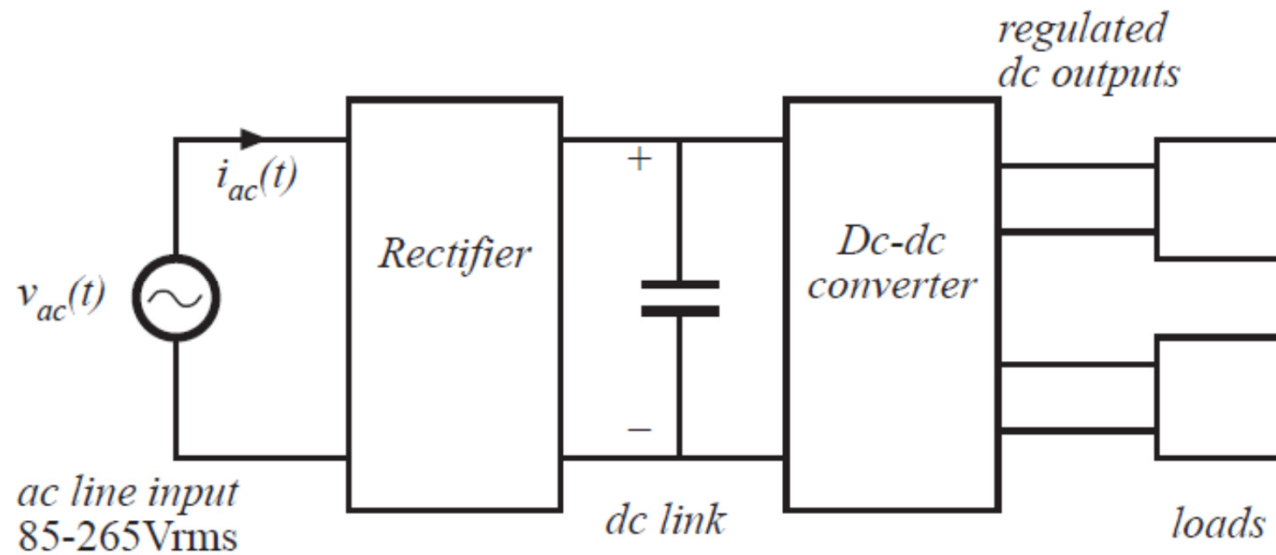 regulated
dc outputs
+
i_ac(t)
Rectifier
Dc-dc
converter
v_ac(t)
–
ac line input
85-265Vrms
dc link
loads